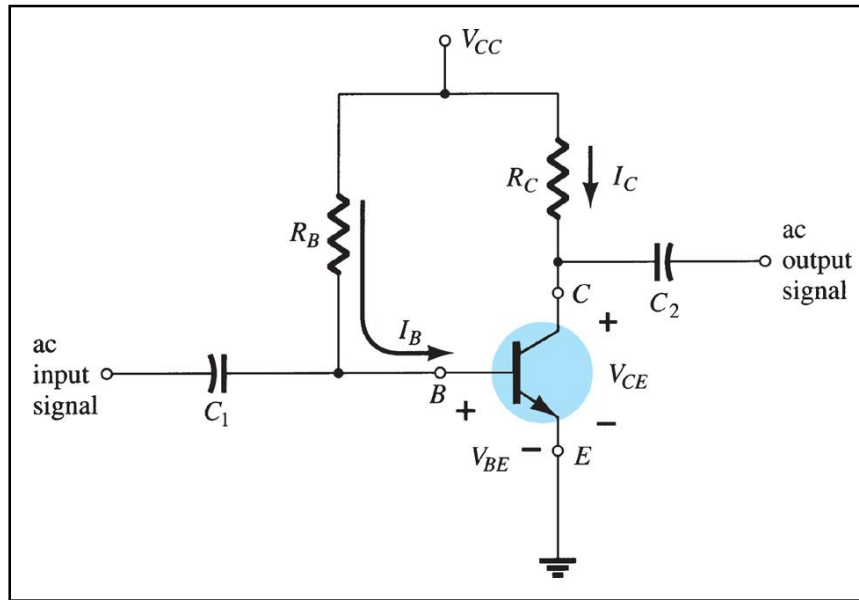 V_CC
R_C
I_C
R_B
ac
output
signal
C
C_2
+
I_B
ac
input
signal
V_CE
B
+
C_1
−
V_BE
−
E